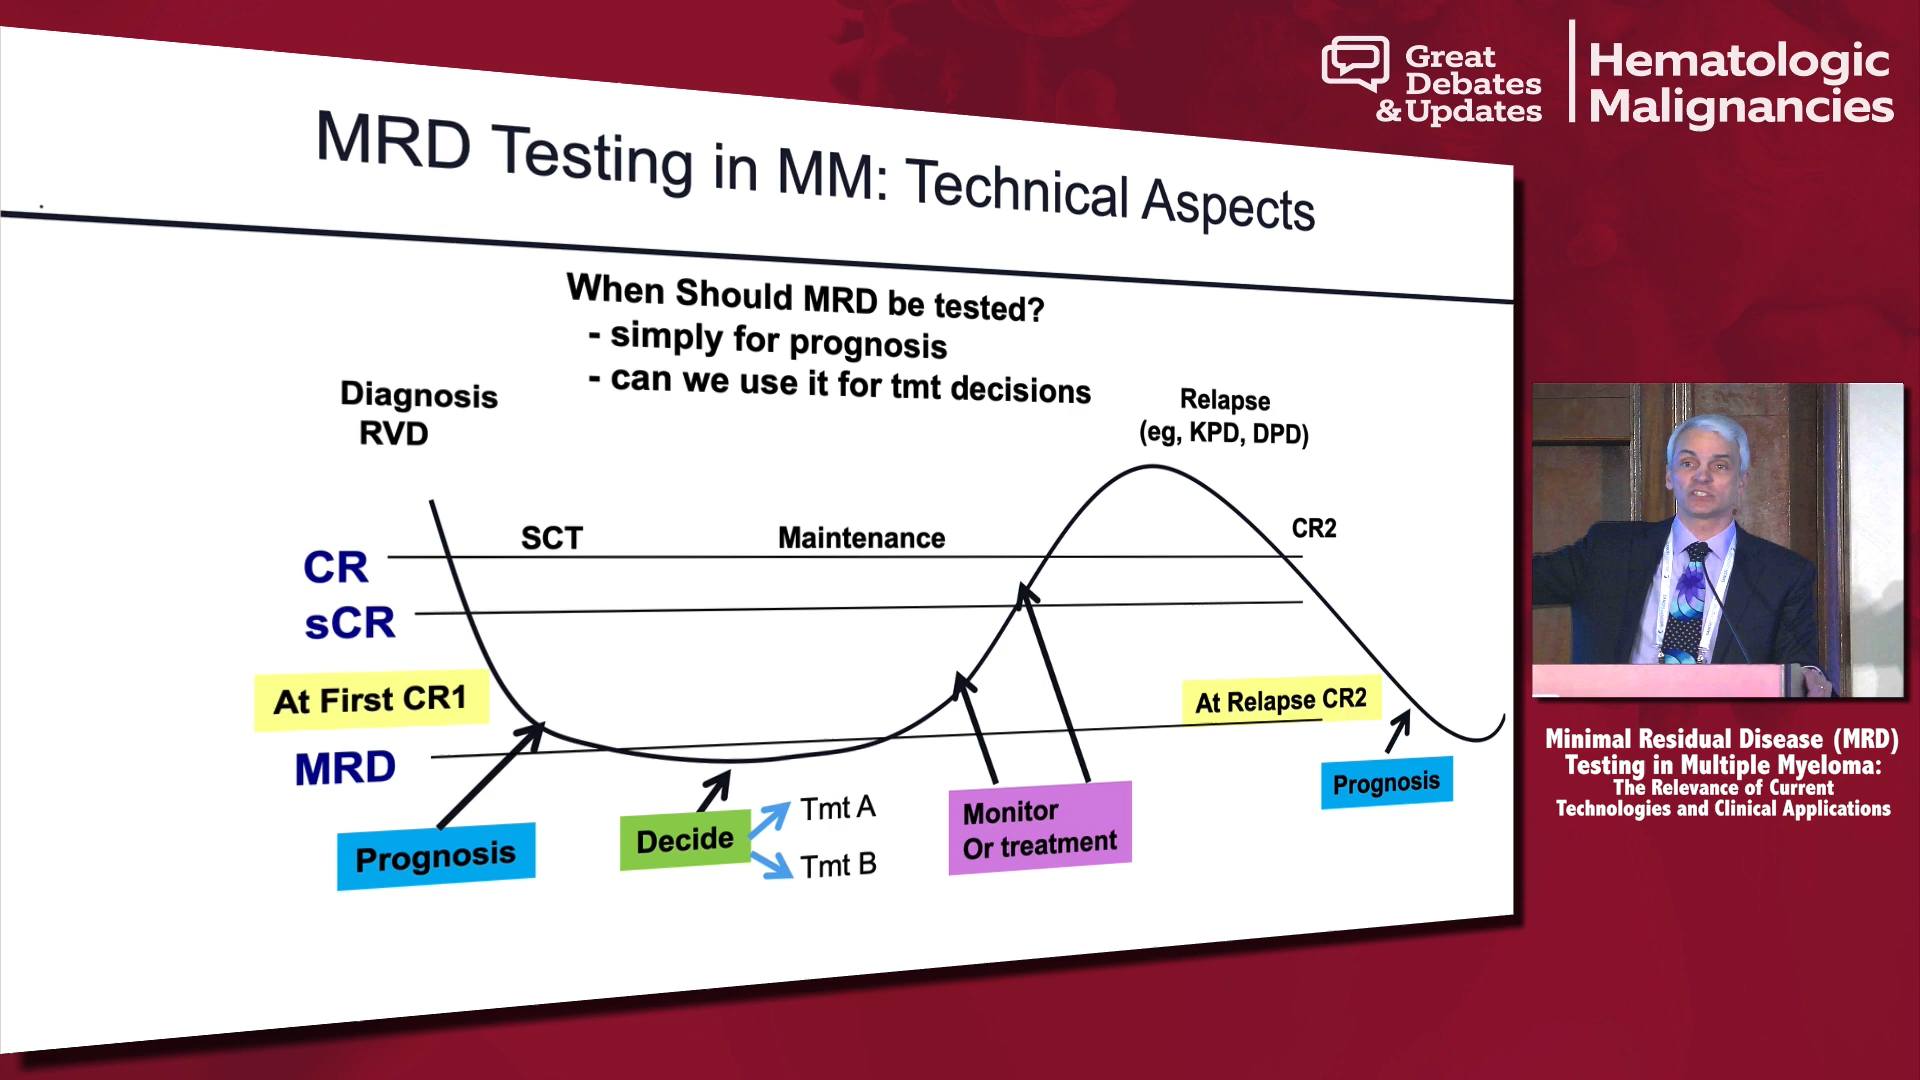 Great
Debates
& Updates
Hematologic
Malignancies
MRD Testing in MM: Technical Aspects
When Should MRD be tested?
- simply for prognosis
- can we use it for tmt decisions
Diagnosis
RVD
Relapse
(eg, KPD, DPD)
SCT
Maintenance
CR2
CR
sCR
At First CR1
At Relapse CR2
MRD
Prognosis
Decide
Tmt A
Tmt B
Monitor
Or treatment
Prognosis
Minimal Residual Disease (MRD)
Testing in Multiple Myeloma:
The Relevance of Current
Technologies and Clinical Applications